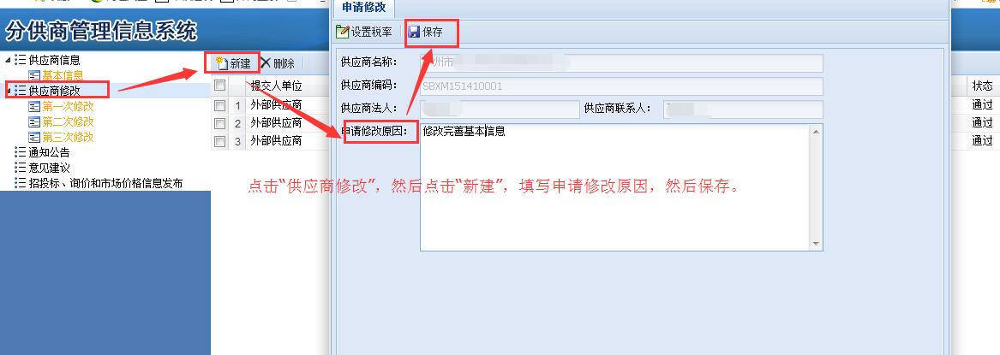 申请修改
分供商管理信息系统
设置税率 保存
供应商信息
新建 删除
供应商名称： 州市
基本信息
供应商修改
提交人单位
供应商编码： SBXM151410001
状态
第一次修改
1 外部供应商
供应商法人： 供应商联系人：
通过
第二次修改
2 外部供应商
申请修改原因： 修改完善基本信息
通过
第三次修改
3 外部供应商
通过
通知公告
意见建议
招投标、询价和市场价格信息发布
点击“供应商修改”，然后点击“新建”，填写申请修改原因，然后保存。